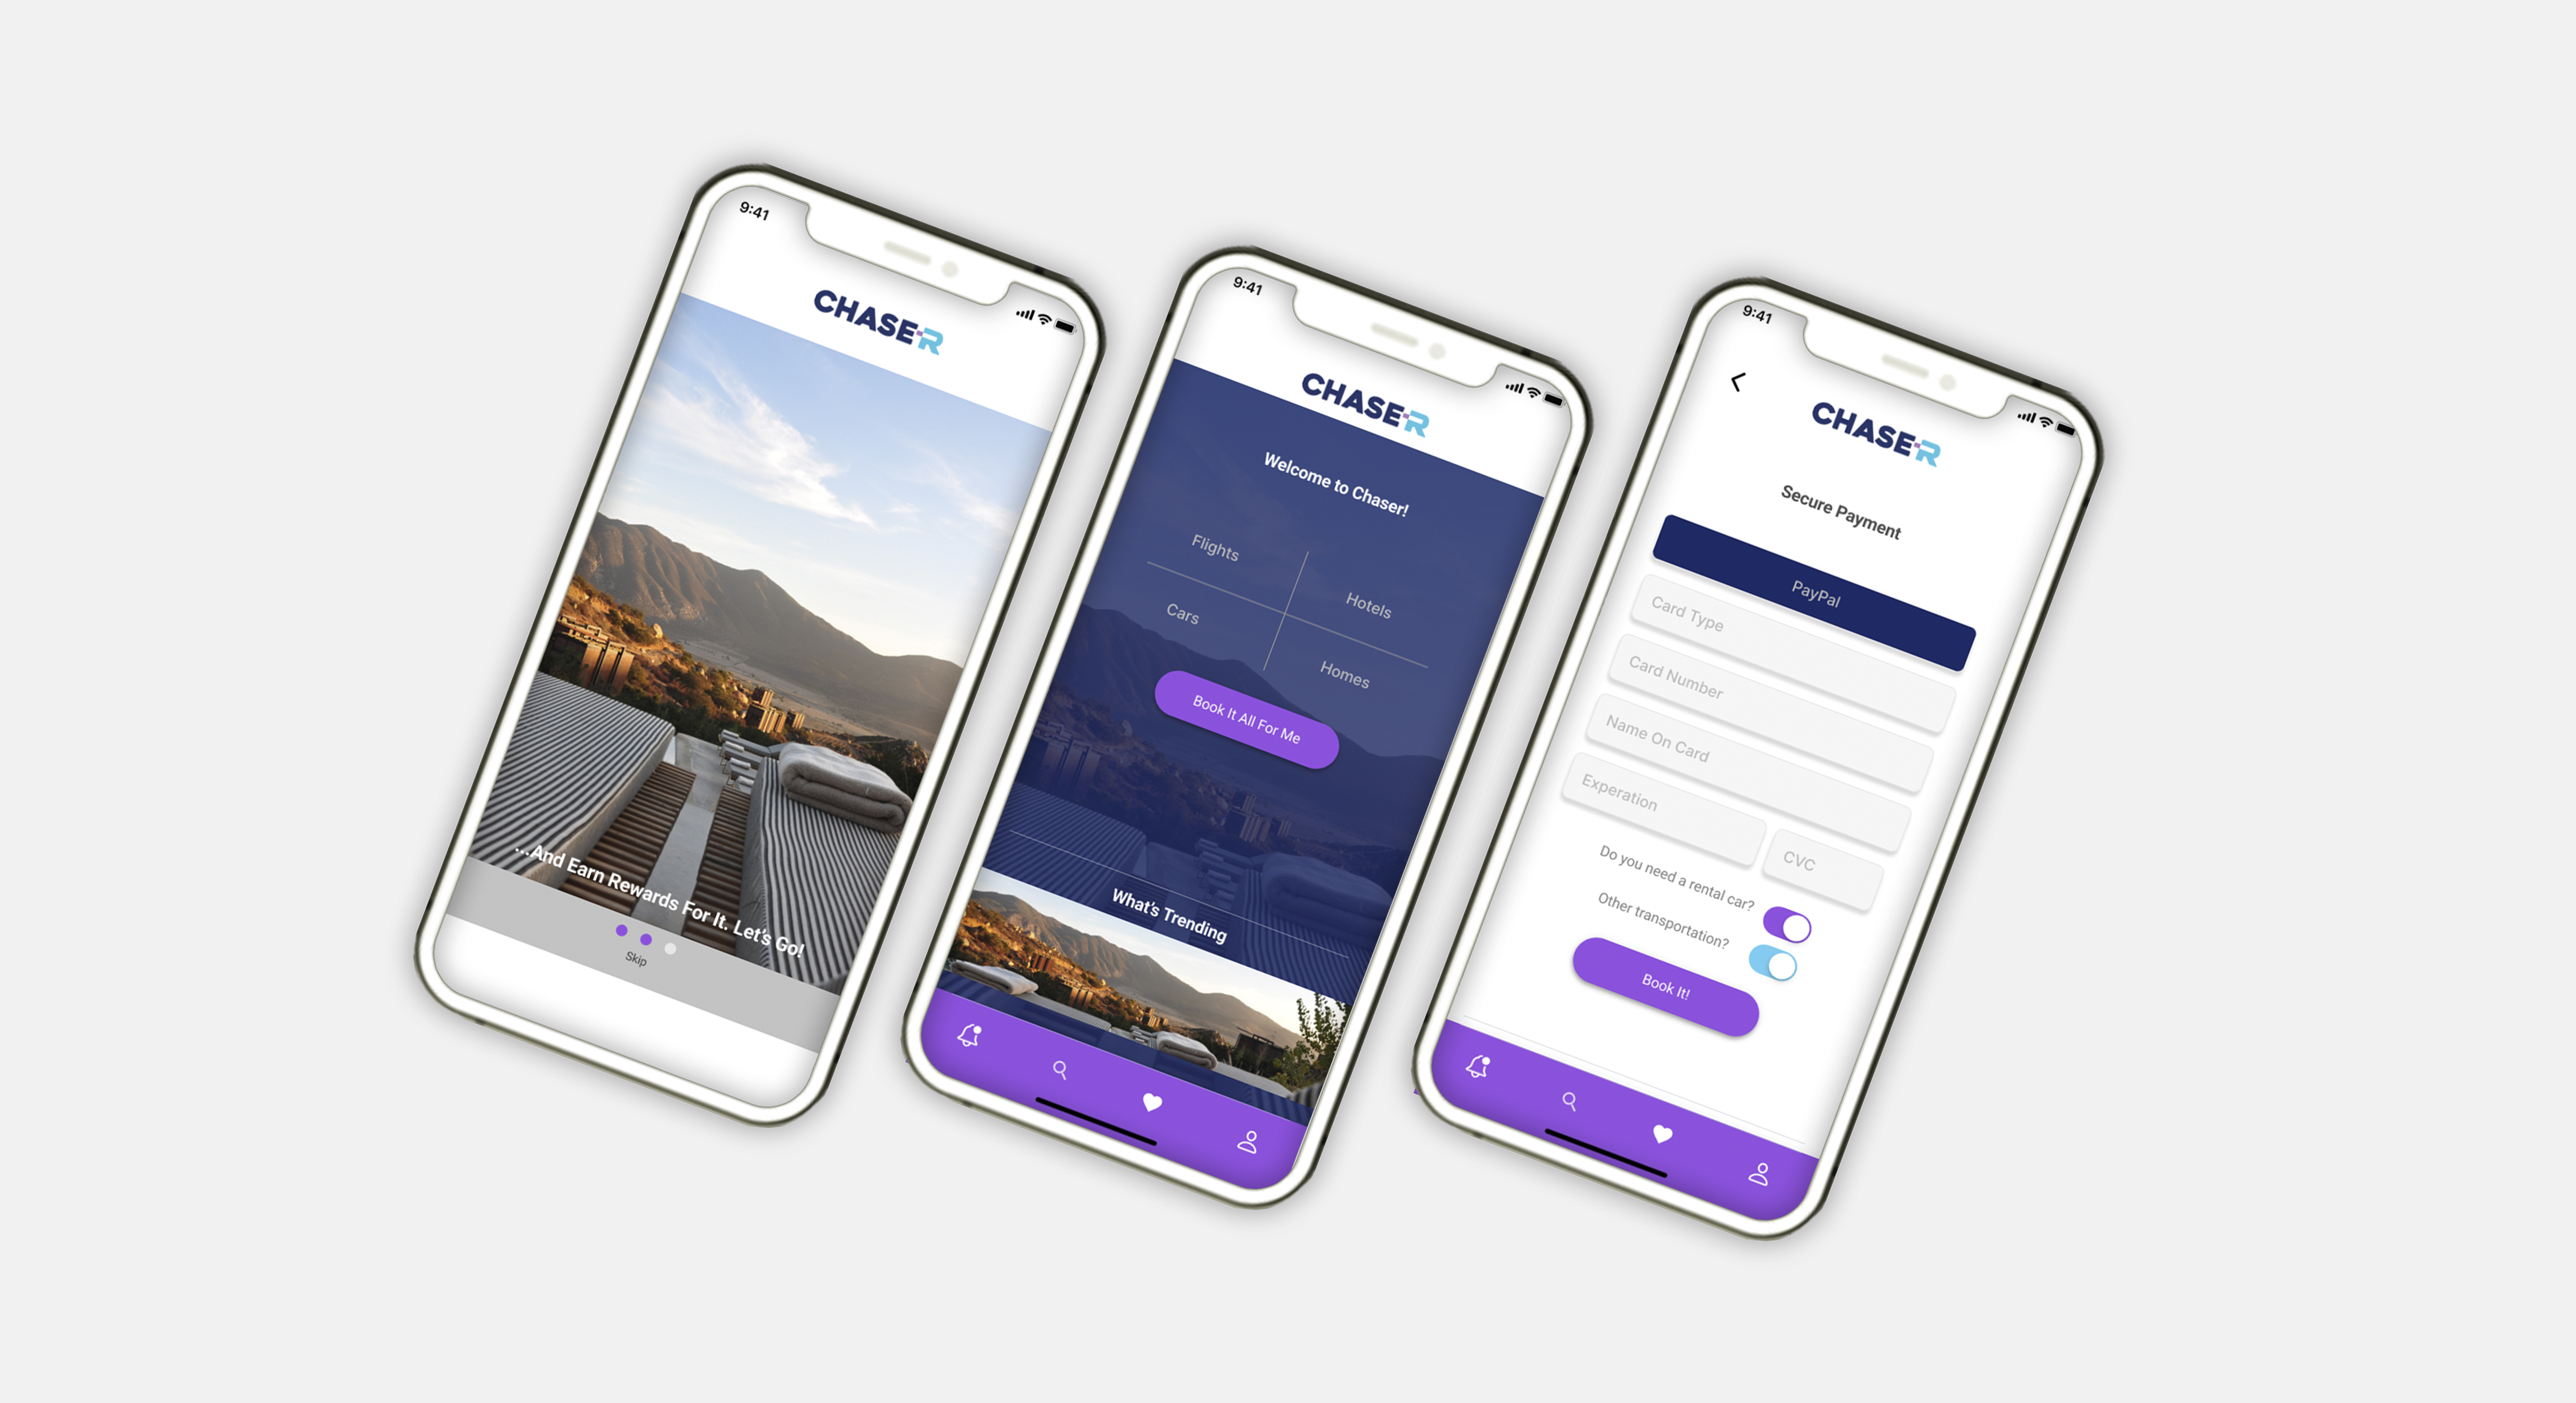 9:41
CHASER
...And Earn Rewards For It. Let's Go!
Skip
9:41
CHASER
Welcome to Chaser!
Flights
Hotels
Cars
Homes
Book It All For Me
What's Trending
9:41
CHASER
Secure Payment
PayPal
Card Type
Card Number
Name On Card
Experation
CVC
Do you need a rental car?
Other transportation?
Book It!